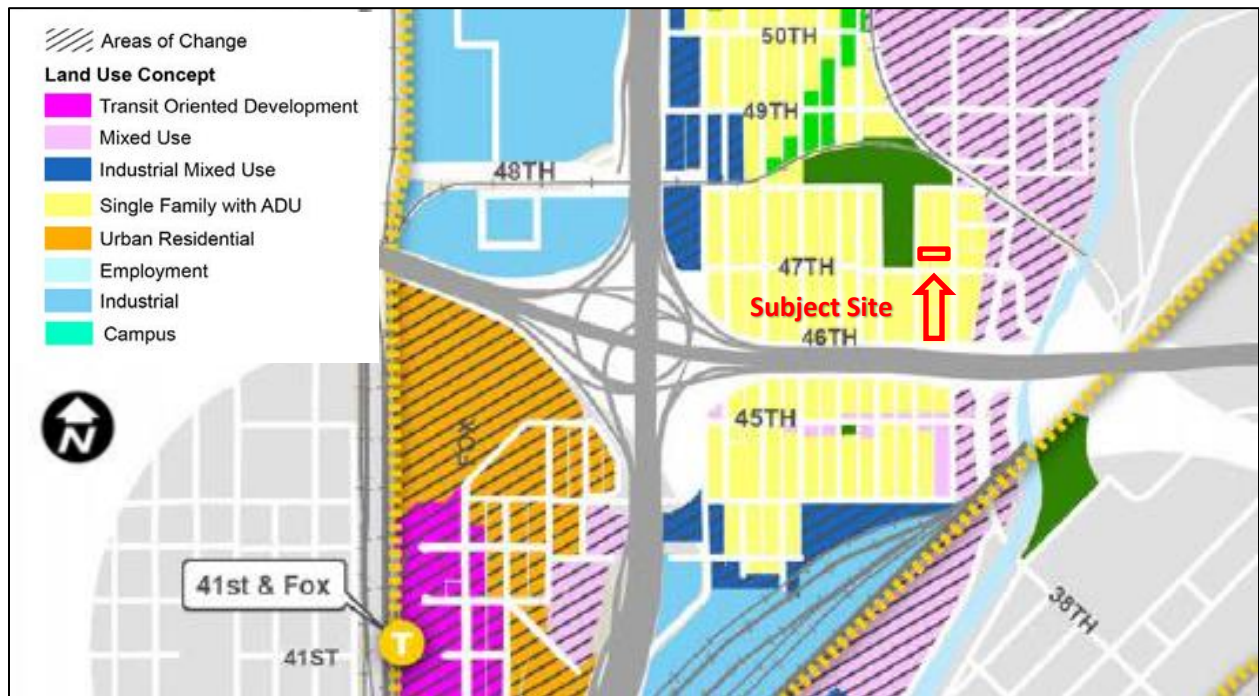 Areas of Change
Land Use Concept
Transit Oriented Development
Mixed Use
Industrial Mixed Use
Single Family with ADU
Urban Residential
Employment
Industrial
Campus
50TH
49TH
48TH
47TH
Subject Site
46TH
45TH
N
FOX
41st & Fox
T
41ST
38TH